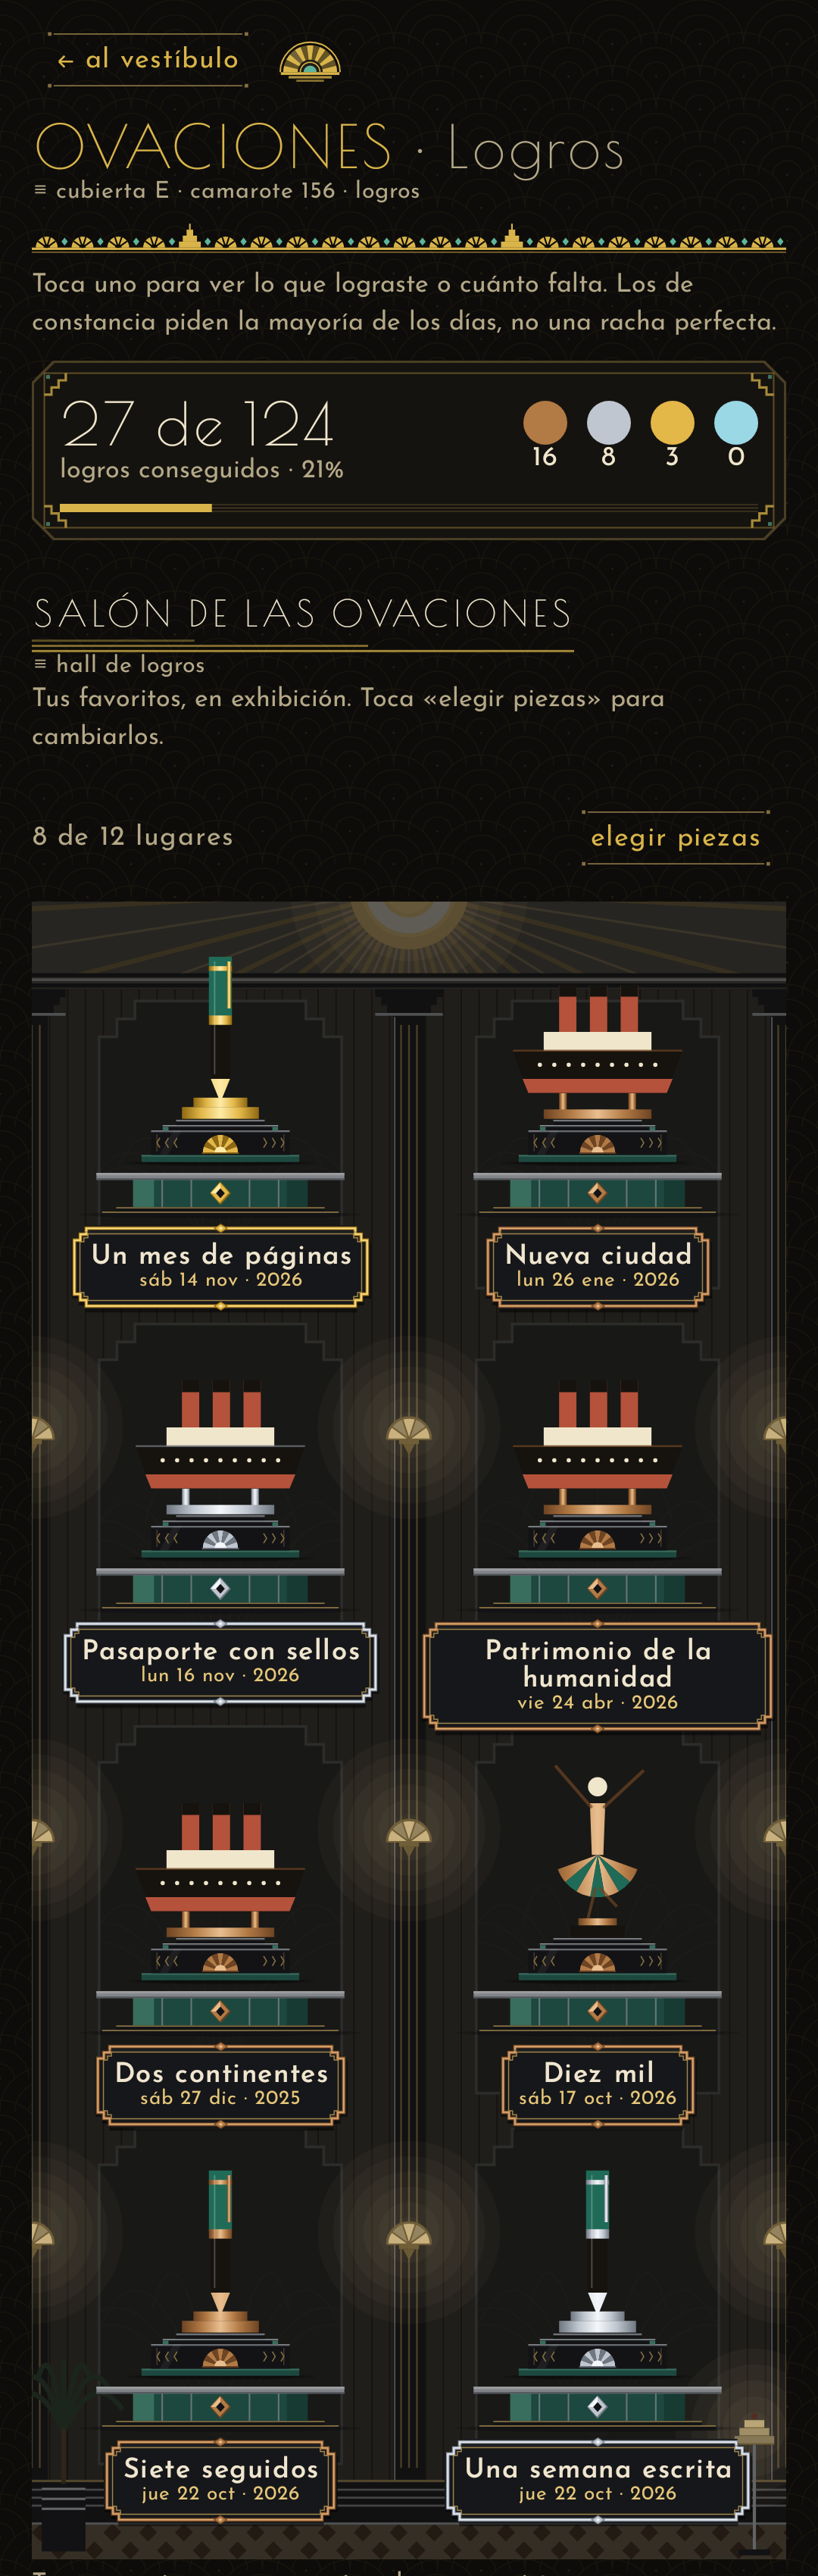 ← al vestíbulo
OVACIONES · Logros
≡ cubierta E · camarote 156 · logros
Toca uno para ver lo que lograste o cuánto falta. Los de
constancia piden la mayoría de los días, no una racha perfecta.
27 de 124
logros conseguidos · 21%
16 8 3 0
SALÓN DE LAS OVACIONES
≡ hall de logros
Tus favoritos, en exhibición. Toca «elegir piezas» para
cambiarlos.
8 de 12 lugares
elegir piezas
Un mes de páginas
sáb 14 nov · 2026
Nueva ciudad
lun 26 ene · 2026
Pasaporte con sellos
lun 16 nov · 2026
Patrimonio de la
humanidad
vie 24 abr · 2026
Dos continentes
sáb 27 dic · 2025
Diez mil
sáb 17 oct · 2026
Siete seguidos
jue 22 oct · 2026
Una semana escrita
jue 22 oct · 2026